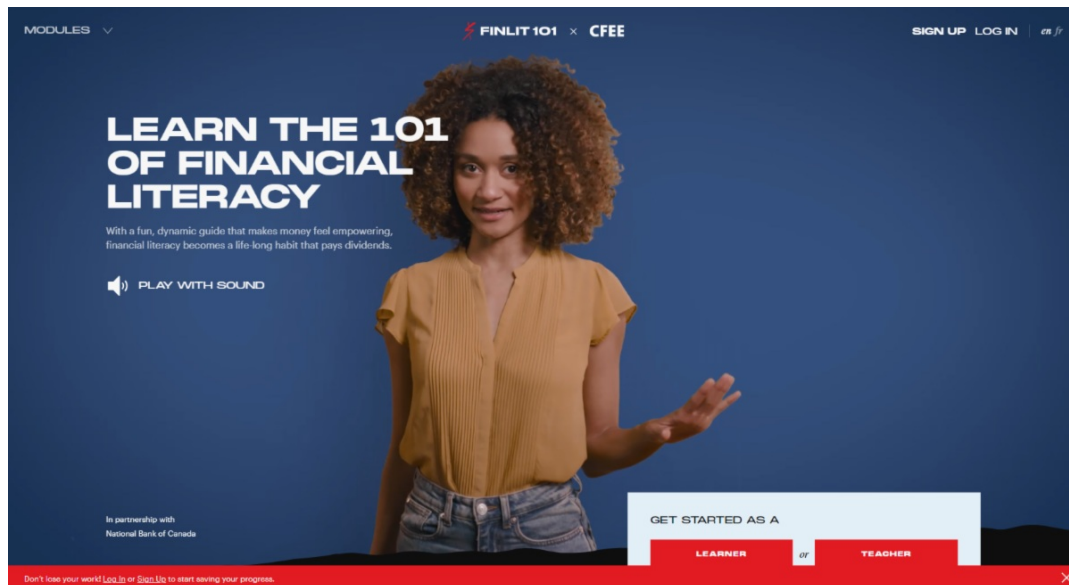 MODULES
FINLIT 101 × CFEE
SIGN UP LOG IN en fr
LEARN THE 101
OF FINANCIAL
LITERACY
With a fun, dynamic guide that makes money feel empowering,
financial literacy becomes a life-long habit that pays dividends.
PLAY WITH SOUND
In partnership with
National Bank of Canada
GET STARTED AS A
LEARNER or TEACHER
Don't lose your work! Log In or Sign Up to start saving your progress.